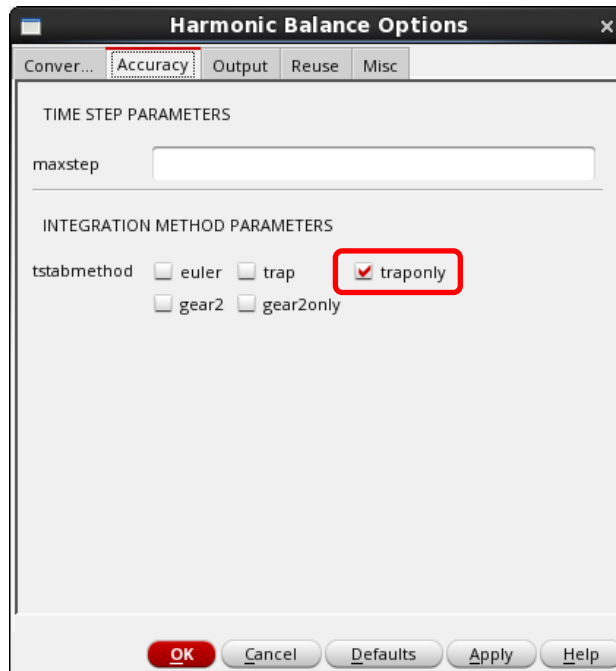 Harmonic Balance Options
Conver... Accuracy Output Reuse Misc
TIME STEP PARAMETERS
maxstep
INTEGRATION METHOD PARAMETERS
tstabmethod euler trap traponly
gear2 gear2only
OK Cancel Defaults Apply Help